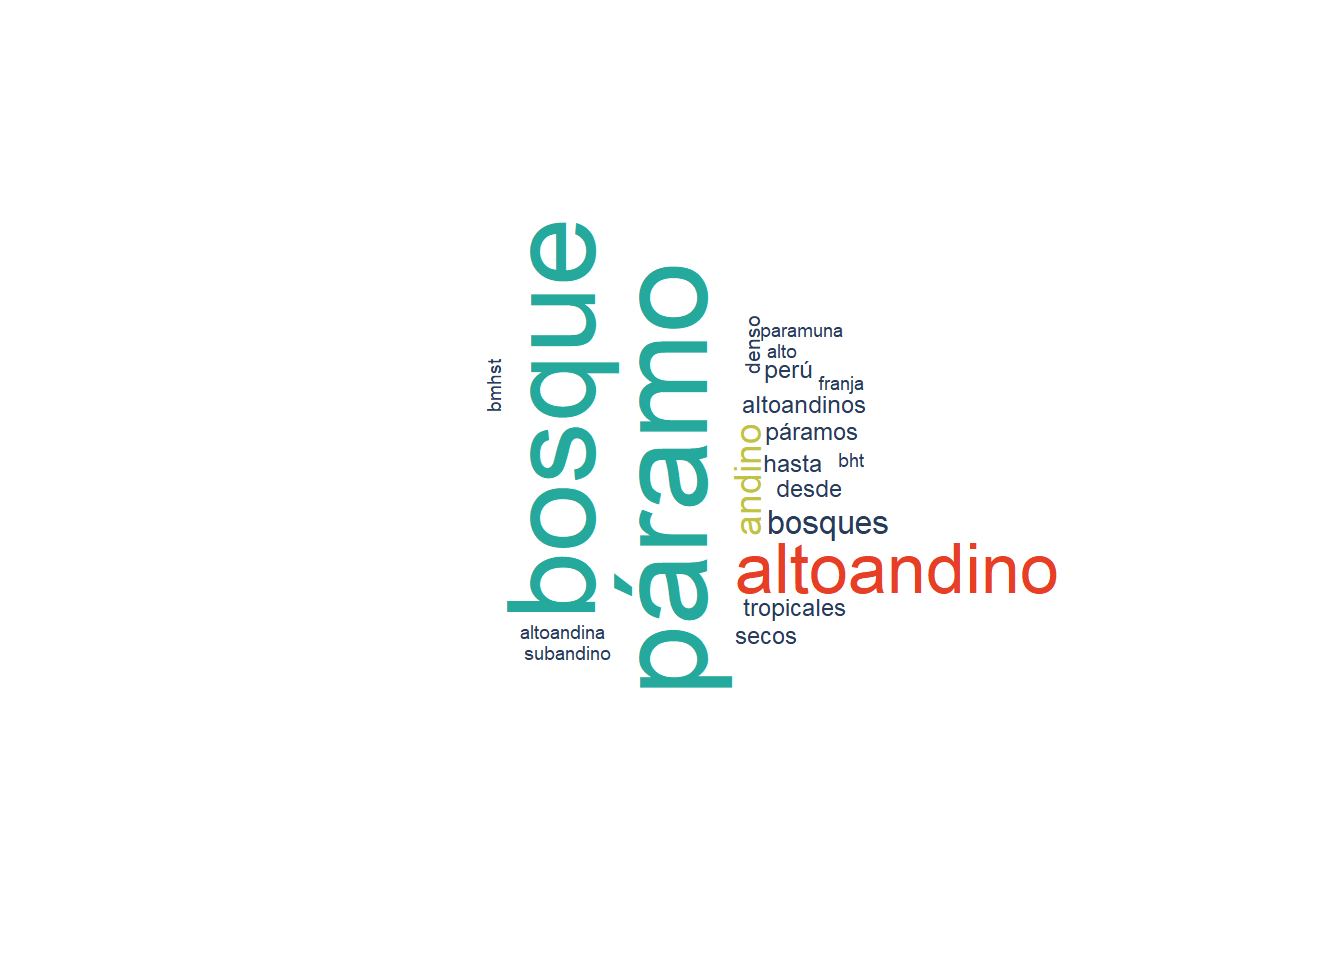 bmhst
bosque
páramo
altoandina
subandino
denso
paramuna
alto
perú
franja
altoandinos
andino
páramos
hasta
bht
desde
bosques
altoandino
tropicales
secos